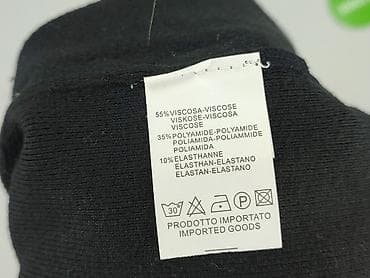 55%VISCOSA-VISCOSE
VISKOSE-VISCOSA
VISCOSE
35%POLYAMIDE-POLYAMIDE
POLIAMIDA-POLIAMMIDE
POLIAMIDA
10%ELASTHANNE
ELASTHAN-ELASTANO
ELASTAN-ELASTANO
30
P
PRODOTTO IMPORTATO
IMPORTED GOODS